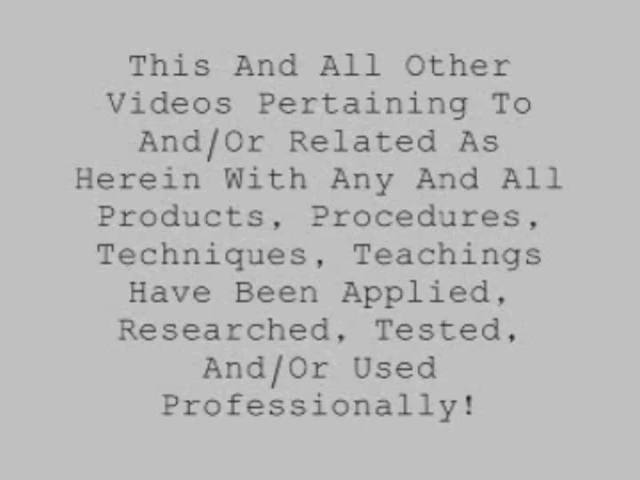 This And All Other
Videos Pertaining To
And/Or Related As
Herein With Any And All
Products, Procedures,
Techniques, Teachings
Have Been Applied,
Researched, Tested,
And/Or Used
Professionally!